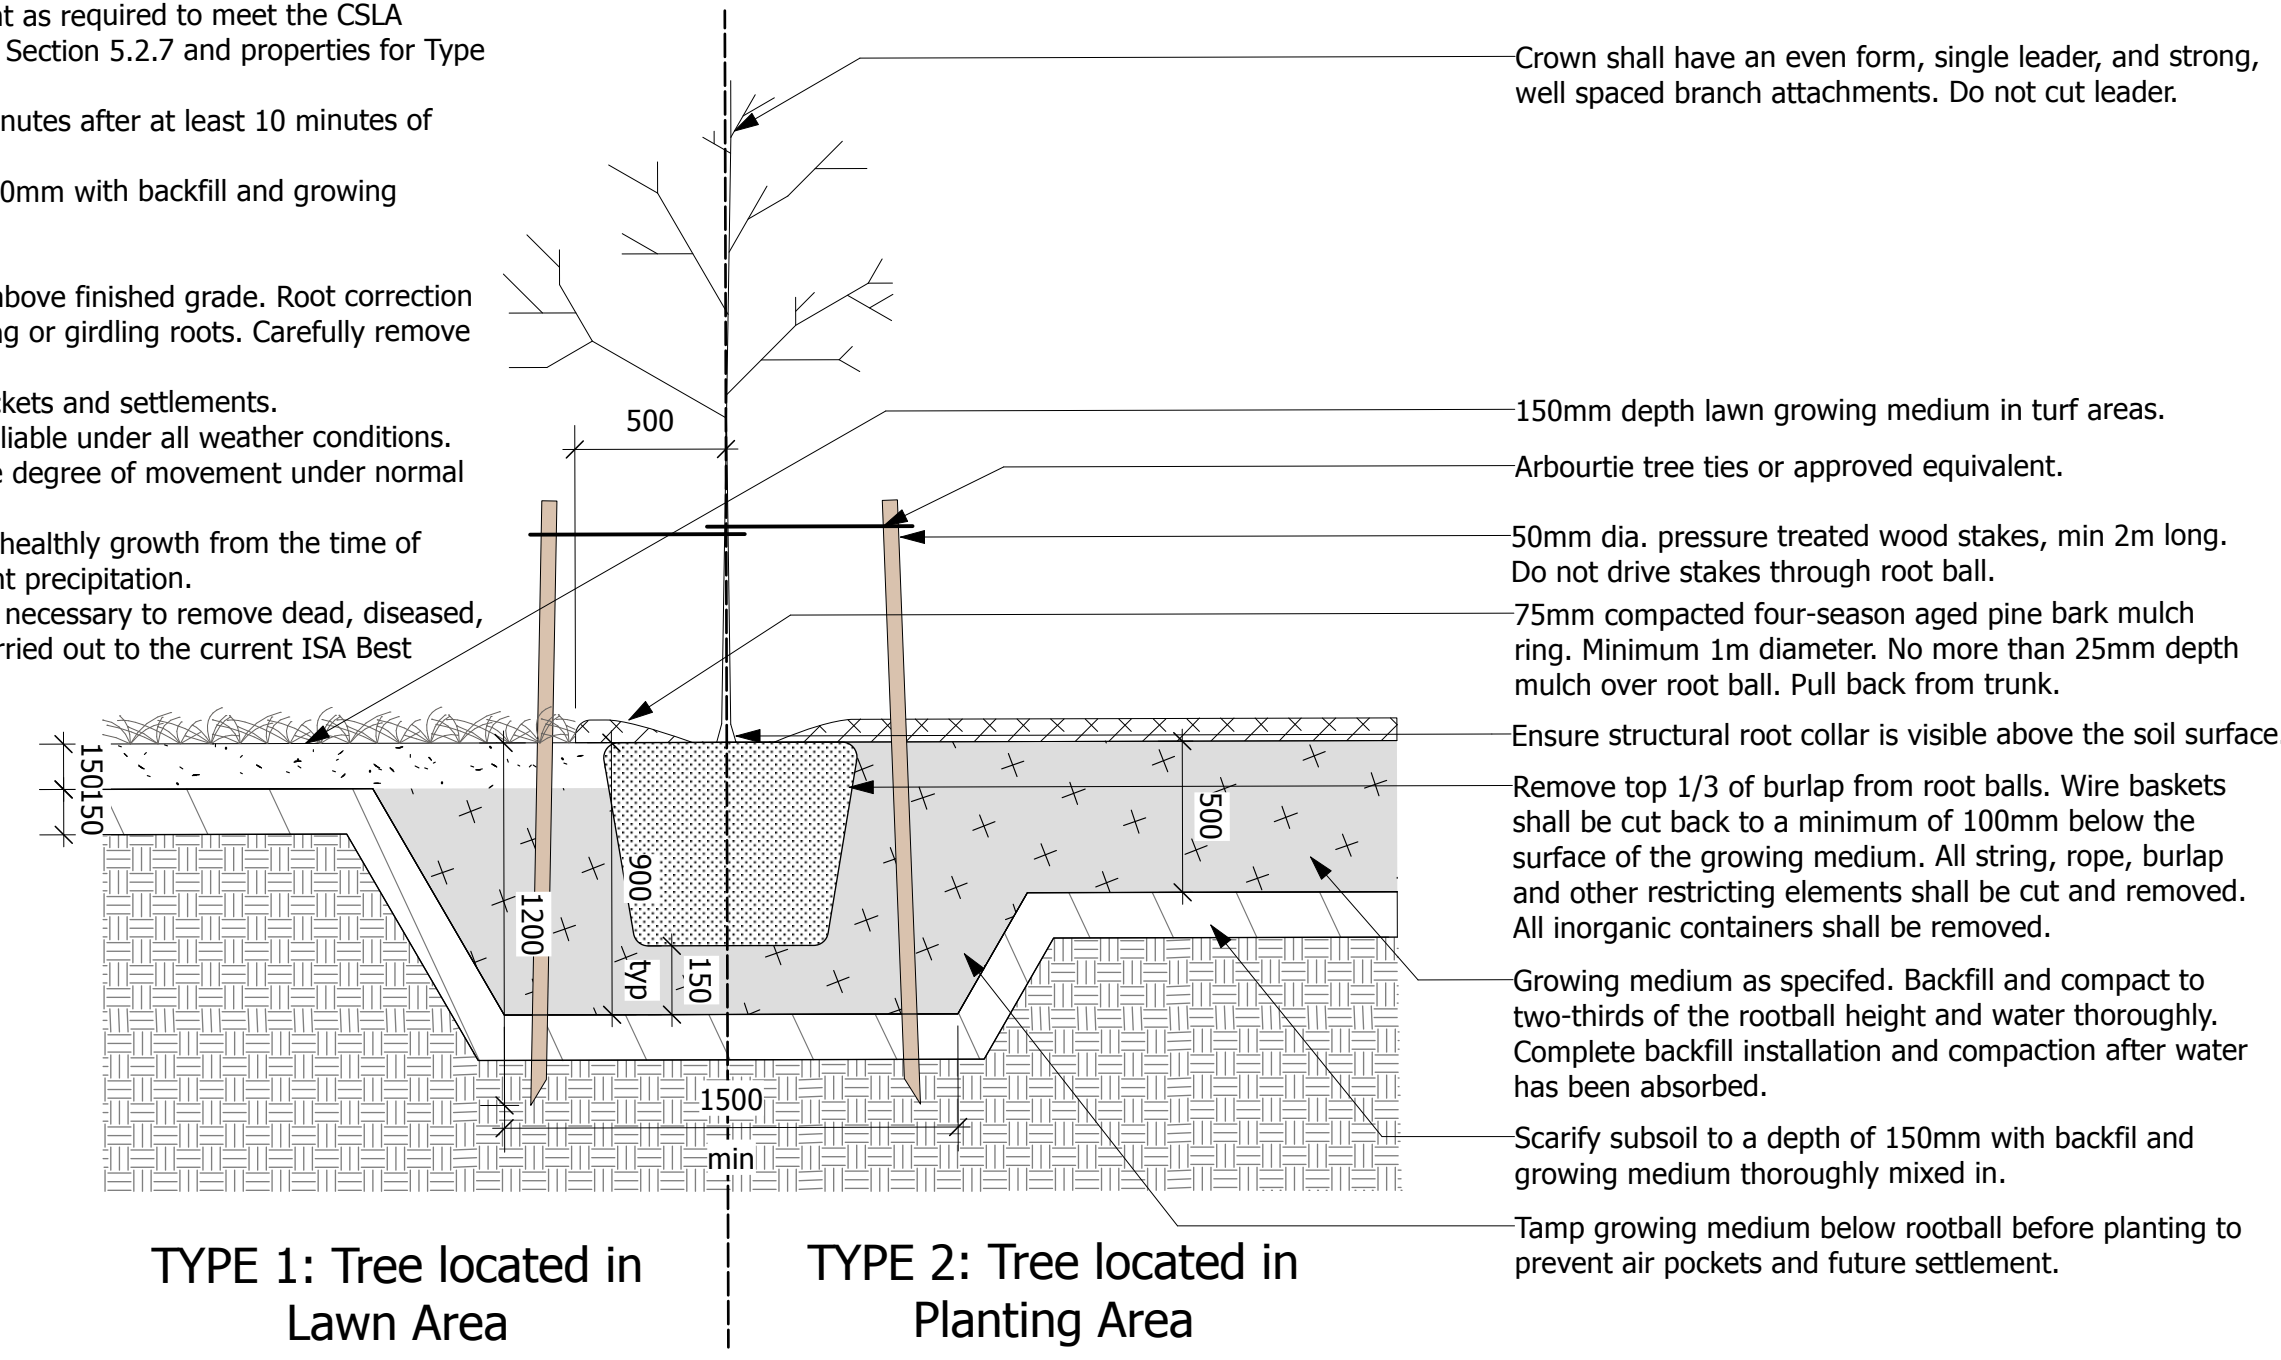 nt as required to meet the CSLA
Section 5.2.7 and properties for Type
nutes after at least 10 minutes of
0mm with backfill and growing
above finished grade. Root correction
ng or girdling roots. Carefully remove
ckets and settlements.
liable under all weather conditions.
e degree of movement under normal
healthly growth from the time of
nt precipitation.
necessary to remove dead, diseased,
rried out to the current ISA Best
Crown shall have an even form, single leader, and strong,
well spaced branch attachments. Do not cut leader.
150mm depth lawn growing medium in turf areas.
Arbourtie tree ties or approved equivalent.
50mm dia. pressure treated wood stakes, min 2m long.
Do not drive stakes through root ball.
75mm compacted four-season aged pine bark mulch
ring. Minimum 1m diameter. No more than 25mm depth
mulch over root ball. Pull back from trunk.
Ensure structural root collar is visible above the soil surface.
Remove top 1/3 of burlap from root balls. Wire baskets
shall be cut back to a minimum of 100mm below the
surface of the growing medium. All string, rope, burlap
and other restricting elements shall be cut and removed.
All inorganic containers shall be removed.
Growing medium as specifed. Backfill and compact to
two-thirds of the rootball height and water thoroughly.
Complete backfill installation and compaction after water
has been absorbed.
Scarify subsoil to a depth of 150mm with backfil and
growing medium thoroughly mixed in.
Tamp growing medium below rootball before planting to
prevent air pockets and future settlement.
500
150
150
1200
900
typ
150
500
1500
min
TYPE 1: Tree located in
Lawn Area
TYPE 2: Tree located in
Planting Area